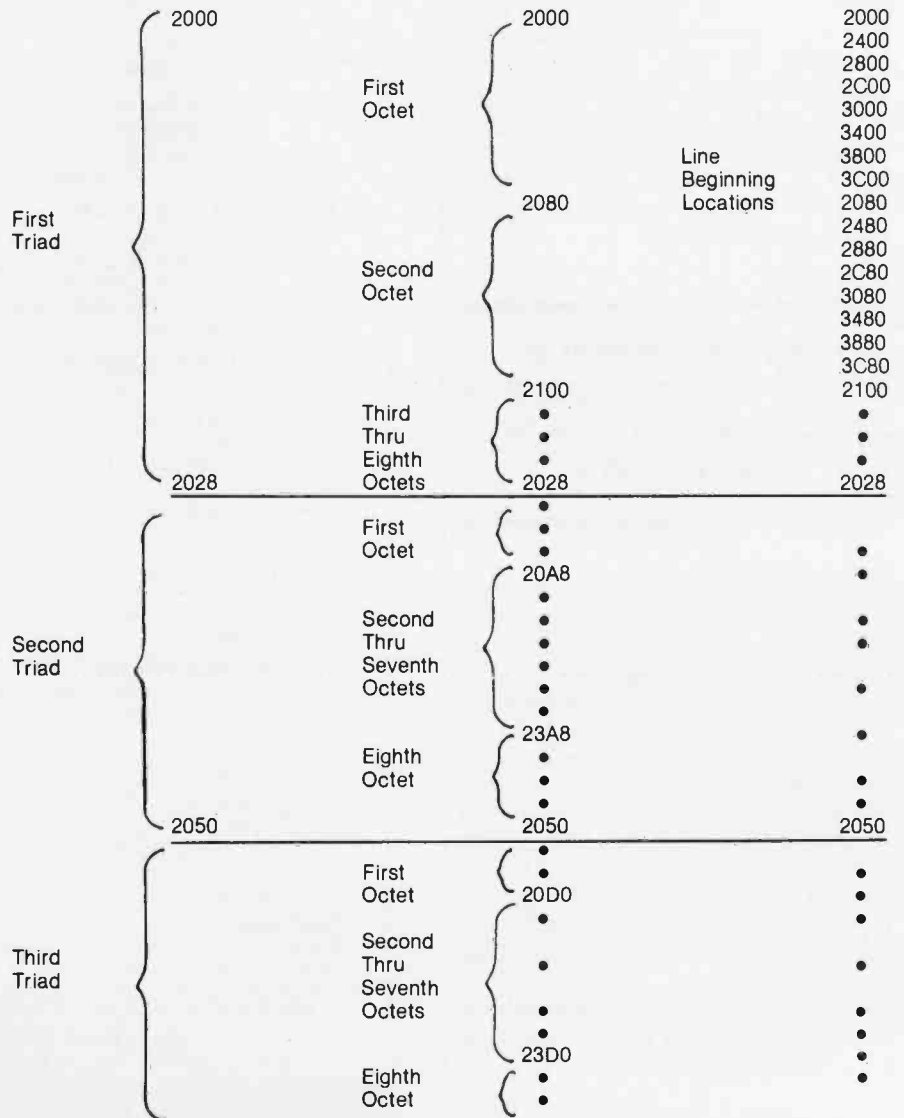 2000 2000 2000
2400
2800
First 2C00
Octet 3000
3400
Line 3800
Beginning 3C00
2080 Locations 2080
First 2480
Triad 2880
Second 2C80
Octet 3080
3480
3880
3C80
2100 2100
Third • •
Thru • •
Eighth • •
2028 Octets 2028 2028
•
First •
Octet • •
20A8 •
•
Second • •
Second Thru • •
Triad Seventh •
Octets • •
•
23A8 •
Eighth •
Octet • •
• •
2050 2050 2050
•
First • •
Octet 20D0 •
• •
Second
Third Thru • •
Triad Seventh
Octets • •
• •
23D0 •
Eighth • •
Octet •